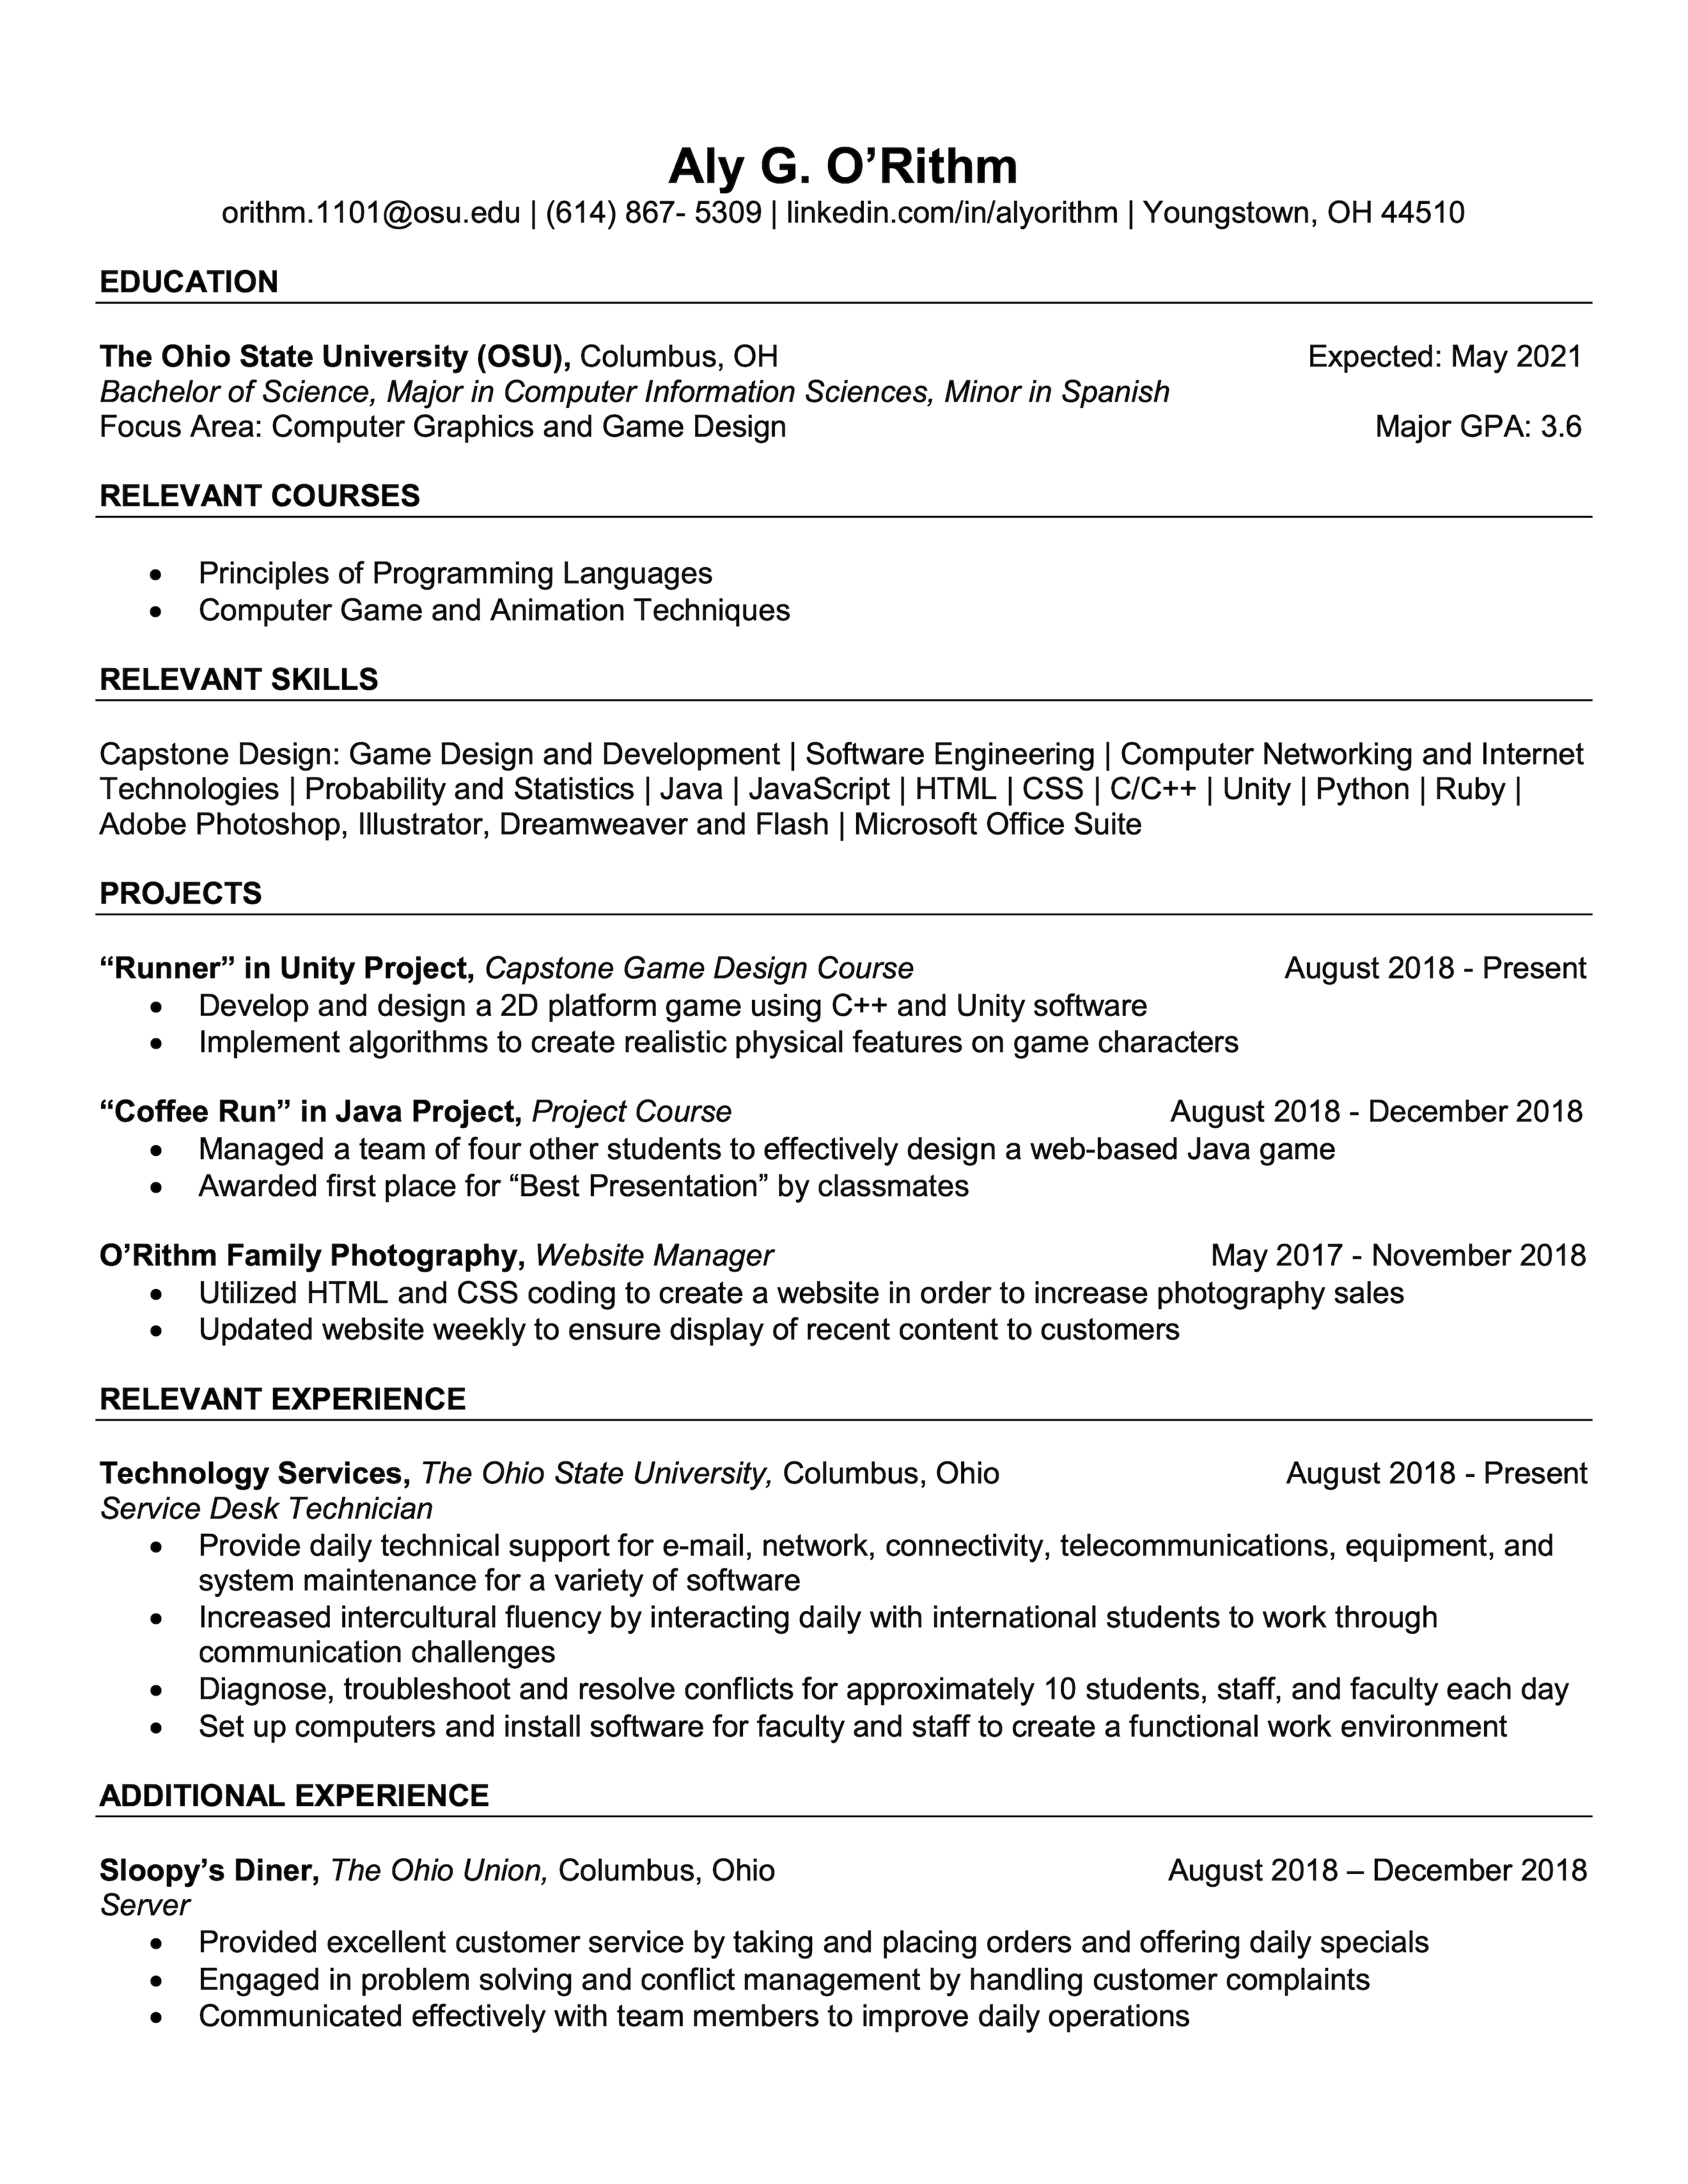 Aly G. O’Rithm
orithm.1101@osu.edu | (614) 867- 5309 | linkedin.com/in/alyorithm | Youngstown, OH 44510
EDUCATION
The Ohio State University (OSU), Columbus, OH Expected: May 2021
Bachelor of Science, Major in Computer Information Sciences, Minor in Spanish
Focus Area: Computer Graphics and Game Design Major GPA: 3.6
RELEVANT COURSES
• Principles of Programming Languages
• Computer Game and Animation Techniques
RELEVANT SKILLS
Capstone Design: Game Design and Development | Software Engineering | Computer Networking and Internet
Technologies | Probability and Statistics | Java | JavaScript | HTML | CSS | C/C++ | Unity | Python | Ruby |
Adobe Photoshop, Illustrator, Dreamweaver and Flash | Microsoft Office Suite
PROJECTS
“Runner” in Unity Project, Capstone Game Design Course August 2018 - Present
• Develop and design a 2D platform game using C++ and Unity software
• Implement algorithms to create realistic physical features on game characters
“Coffee Run” in Java Project, Project Course August 2018 - December 2018
• Managed a team of four other students to effectively design a web-based Java game
• Awarded first place for “Best Presentation” by classmates
O’Rithm Family Photography, Website Manager May 2017 - November 2018
• Utilized HTML and CSS coding to create a website in order to increase photography sales
• Updated website weekly to ensure display of recent content to customers
RELEVANT EXPERIENCE
Technology Services, The Ohio State University, Columbus, Ohio August 2018 - Present
Service Desk Technician
• Provide daily technical support for e-mail, network, connectivity, telecommunications, equipment, and
system maintenance for a variety of software
• Increased intercultural fluency by interacting daily with international students to work through
communication challenges
• Diagnose, troubleshoot and resolve conflicts for approximately 10 students, staff, and faculty each day
• Set up computers and install software for faculty and staff to create a functional work environment
ADDITIONAL EXPERIENCE
Sloopy’s Diner, The Ohio Union, Columbus, Ohio August 2018 – December 2018
Server
• Provided excellent customer service by taking and placing orders and offering daily specials
• Engaged in problem solving and conflict management by handling customer complaints
• Communicated effectively with team members to improve daily operations